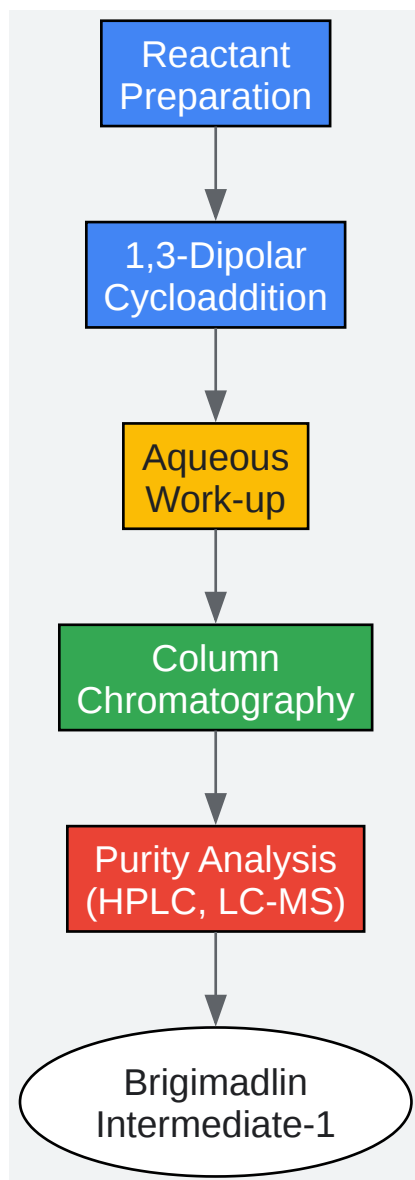 Reactant
Preparation
1,3-Dipolar
Cycloaddition
Aqueous
Work-up
Column
Chromatography
Purity Analysis
(HPLC, LC-MS)
Brigimadlin
Intermediate-1